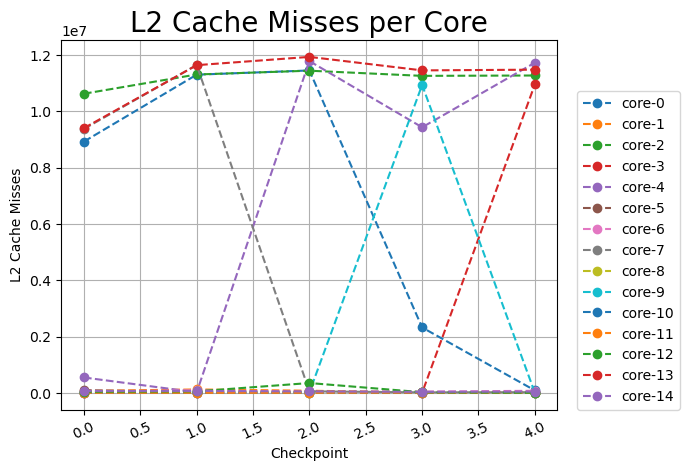 L2 Cache Misses per Core
1e7
1.2
1.0
0.8
0.6
0.4
0.2
0.0
L2 Cache Misses
0.0 0.5 1.0 1.5 2.0 2.5 3.0 3.5 4.0
Checkpoint
core-0
core-1
core-2
core-3
core-4
core-5
core-6
core-7
core-8
core-9
core-10
core-11
core-12
core-13
core-14